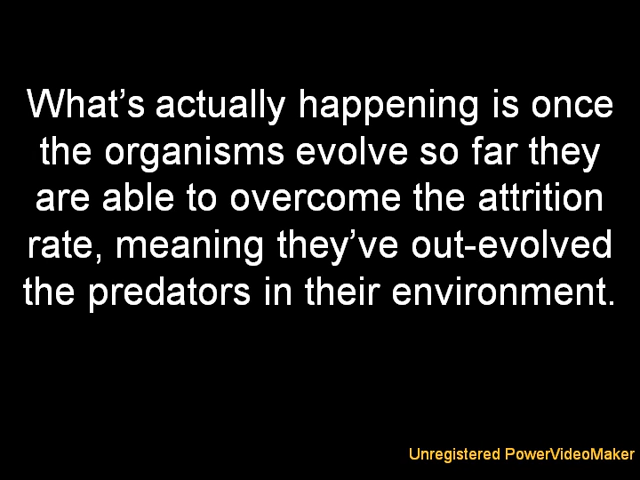 What’s actually happening is once
the organisms evolve so far they
are able to overcome the attrition
rate, meaning they’ve out-evolved
the predators in their environment.
Unregistered PowerVideoMaker